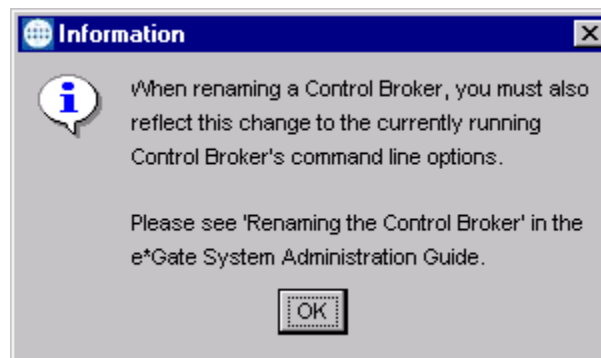 Information
When renaming a Control Broker, you must also
reflect this change to the currently running
Control Broker's command line options.
Please see 'Renaming the Control Broker' in the
e*Gate System Administration Guide.
OK